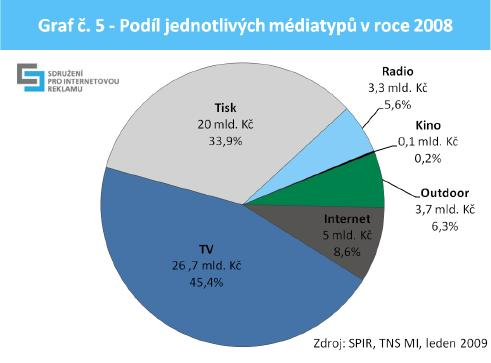 Graf č. 5 - Podíl jednotlivých médiatypů v roce 2008
SDRUŽENÍ
PRO INTERNETOVOU
REKLAMU
Tisk
20 mld. Kč
33,9%
Radio
3,3 mld. Kč
5,6%
Kino
0,1 mld. Kč
0,2%
Outdoor
3,7 mld. Kč
6,3%
Internet
5 mld. Kč
8,6%
TV
26 ,7 mld. Kč
45,4%
Zdroj: SPIR, TNS MI, leden 2009